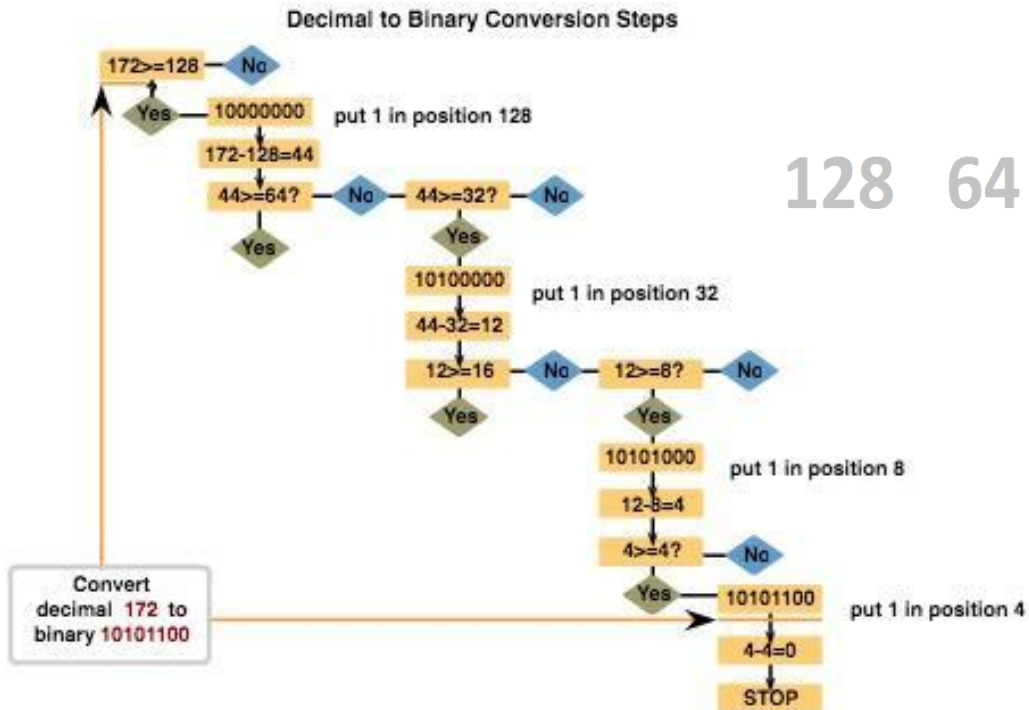 Decimal to Binary Conversion Steps
172>=128
No
Yes
10000000
put 1 in position 128
172-128=44
128 64
44>=64?
No
44>=32?
No
Yes
Yes
10100000
put 1 in position 32
44-32=12
12>=16
No
12>=8?
No
Yes
Yes
10101000
put 1 in position 8
12-8=4
4>=4?
No
Yes
10101100
put 1 in position 4
Convert
decimal 172 to
binary 10101100
4-4=0
STOP